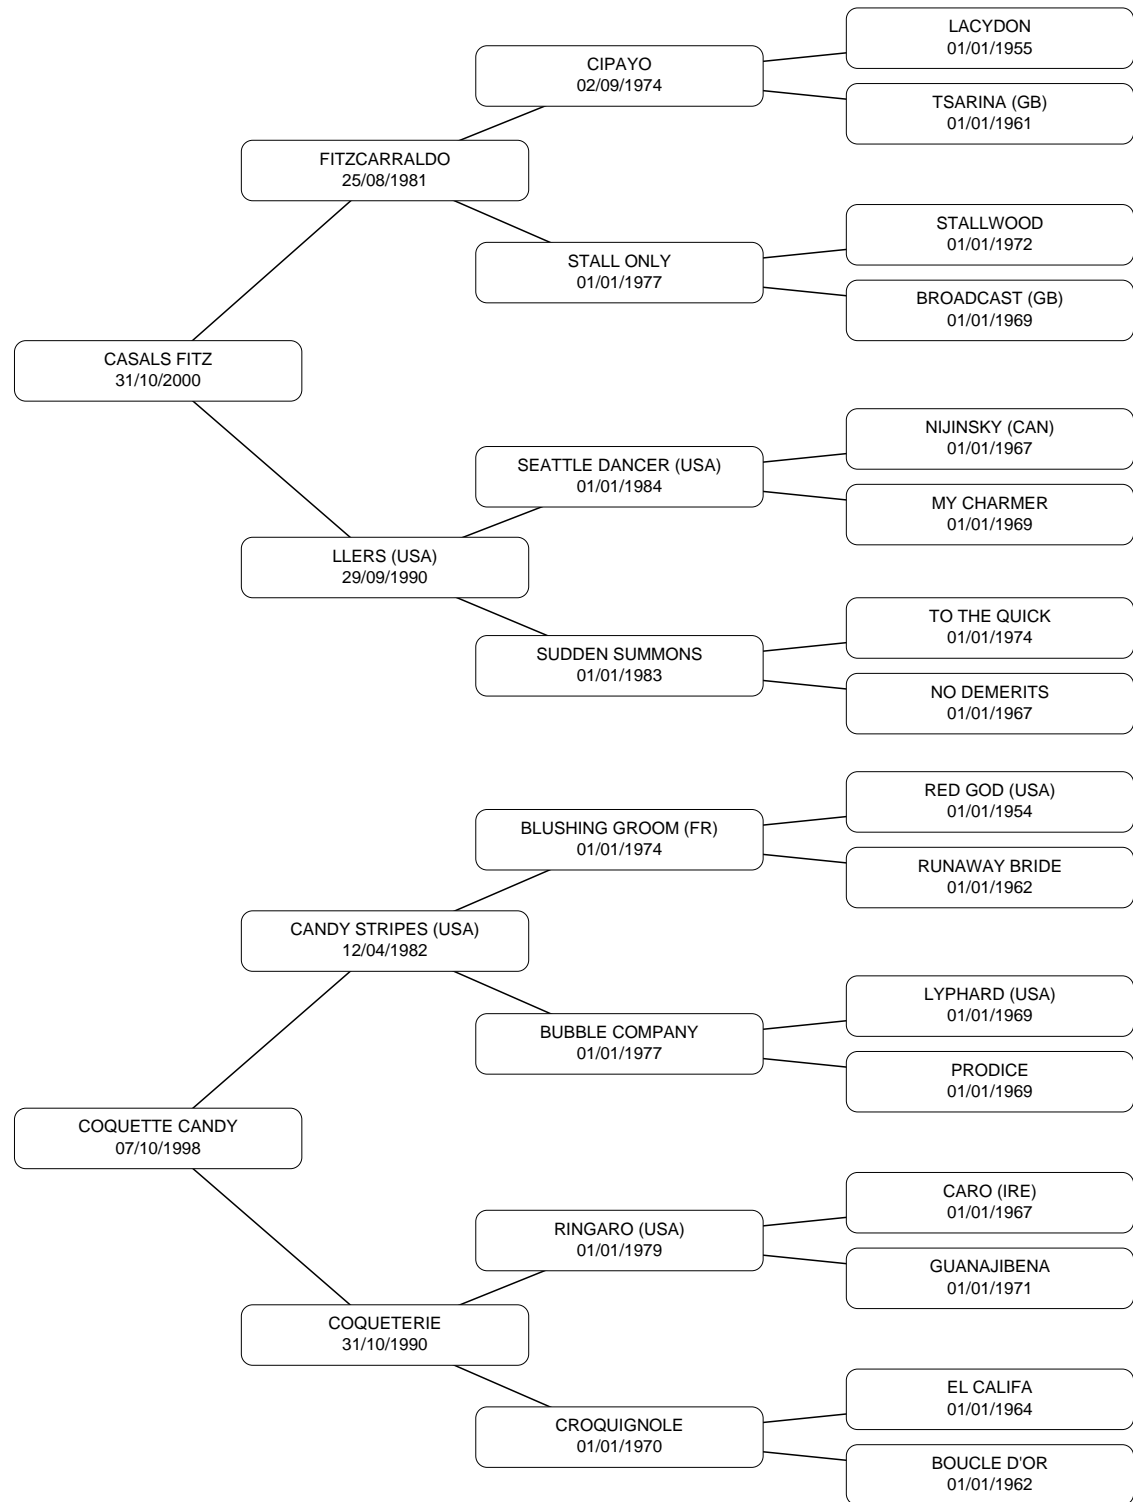 LACYDON
01/01/1955
CIPAYO
02/09/1974
TSARINA (GB)
01/01/1961
FITZCARRALDO
25/08/1981
STALLWOOD
01/01/1972
STALL ONLY
01/01/1977
BROADCAST (GB)
01/01/1969
CASALS FITZ
31/10/2000
NIJINSKY (CAN)
01/01/1967
SEATTLE DANCER (USA)
01/01/1984
MY CHARMER
01/01/1969
LLERS (USA)
29/09/1990
TO THE QUICK
01/01/1974
SUDDEN SUMMONS
01/01/1983
NO DEMERITS
01/01/1967
RED GOD (USA)
01/01/1954
BLUSHING GROOM (FR)
01/01/1974
RUNAWAY BRIDE
01/01/1962
CANDY STRIPES (USA)
12/04/1982
LYPHARD (USA)
01/01/1969
BUBBLE COMPANY
01/01/1977
PRODICE
01/01/1969
COQUETTE CANDY
07/10/1998
CARO (IRE)
01/01/1967
RINGARO (USA)
01/01/1979
GUANAJIBENA
01/01/1971
COQUETERIE
31/10/1990
EL CALIFA
01/01/1964
CROQUIGNOLE
01/01/1970
BOUCLE D'OR
01/01/1962